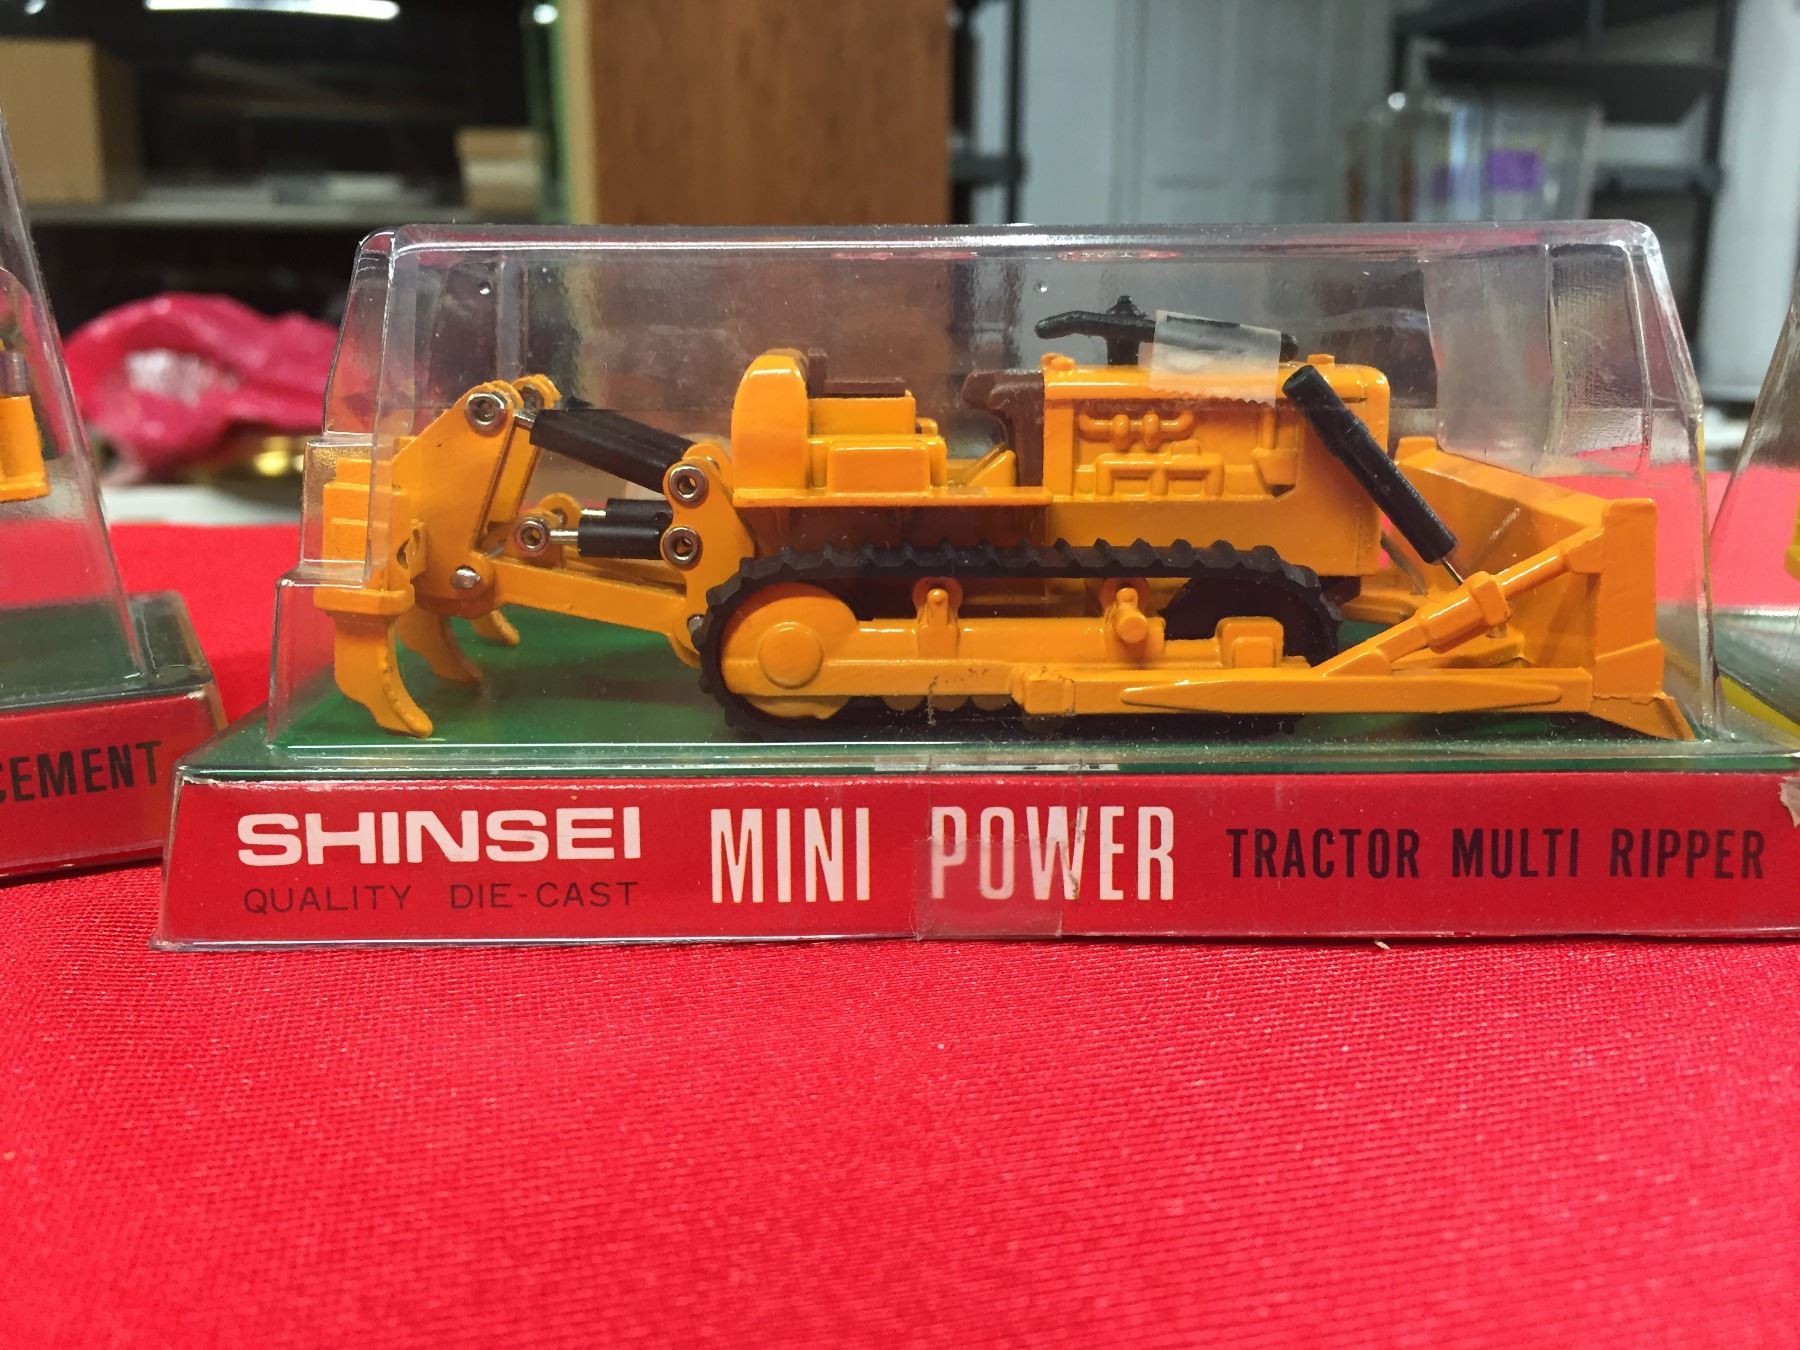 CEMENT
SHINSEI MINI POWER TRACTOR MULTI RIPPER
QUALITY DIE-CAST